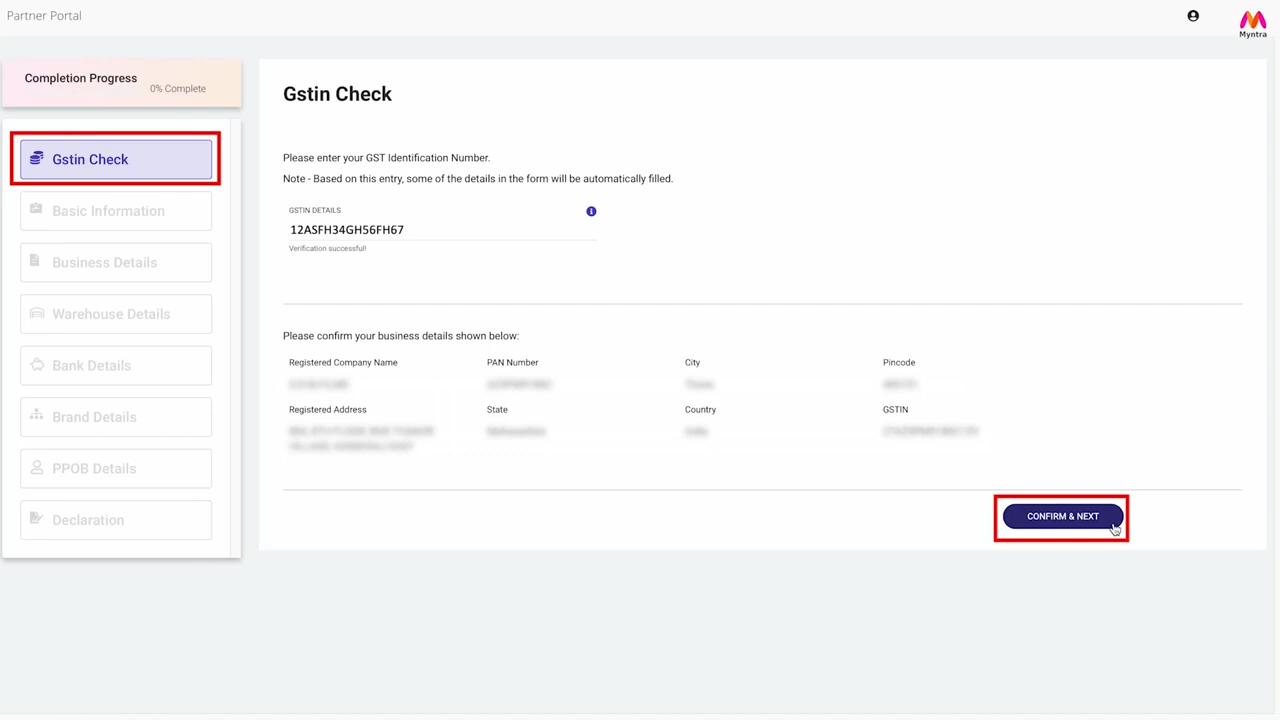 Partner Portal
Myntra
Completion Progress
0% Complete
Gstin Check
Basic Information
Business Details
Warehouse Details
Bank Details
Brand Details
PPOB Details
Declaration
Gstin Check
Please enter your GST Identification Number.
Note - Based on this entry, some of the details in the form will be automatically filled.
GSTIN DETAILS
12ASFH34GH56FH67
Verification successful!
Please confirm your business details shown below:
Registered Company Name PAN Number City Pincode
Registered Address State Country GSTIN
CONFIRM & NEXT